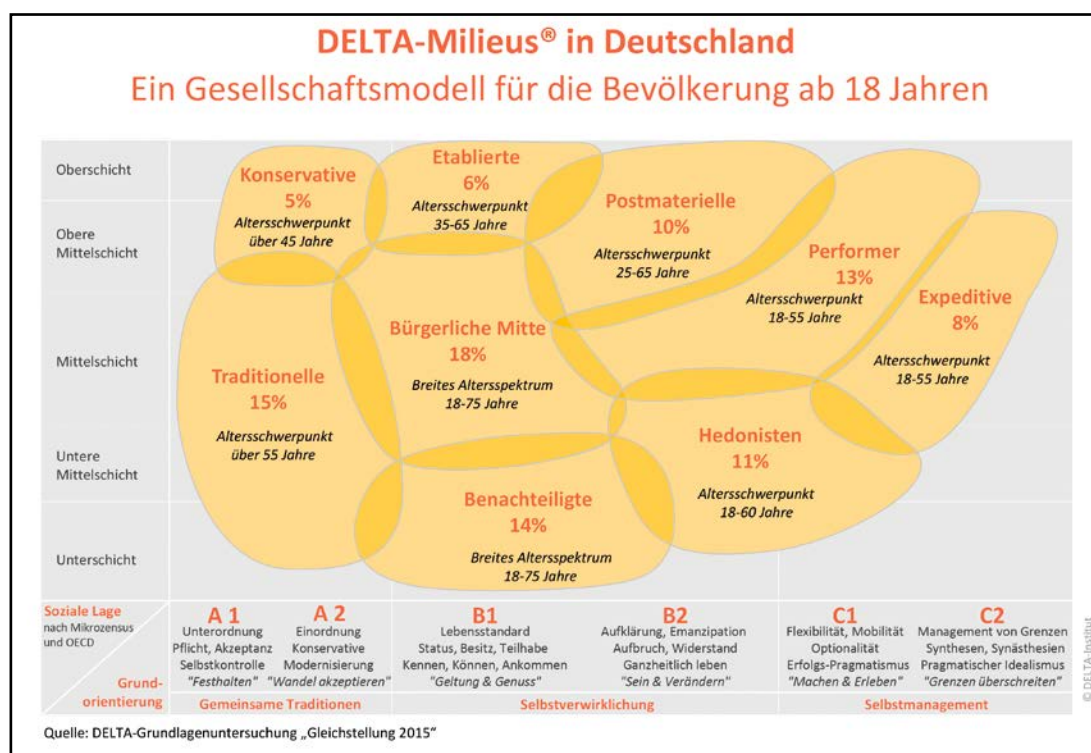 DELTA-Milieus® in Deutschland
Ein Gesellschaftsmodell für die Bevölkerung ab 18 Jahren
Oberschicht
Obere
Mittelschicht
Mittelschicht
Untere
Mittelschicht
Unterschicht
Konservative
5%
Altersschwerpunkt
über 45 Jahre
Etablierte
6%
Altersschwerpunkt
35-65 Jahre
Postmaterielle
10%
Altersschwerpunkt
25-65 Jahre
Performer
13%
Altersschwerpunkt
18-55 Jahre
Expeditive
8%
Altersschwerpunkt
18-55 Jahre
Traditionelle
15%
Altersschwerpunkt
über 55 Jahre
Bürgerliche Mitte
18%
Breites Altersspektrum
18-75 Jahre
Hedonisten
11%
Altersschwerpunkt
18-60 Jahre
Benachteiligte
14%
Breites Altersspektrum
18-75 Jahre
Soziale Lage
nach Mikrozensus
und OECD
Grund-
orientierung
A 1
Unterordnung
Pflicht, Akzeptanz
Selbstkontrolle
"Festhalten"
A 2
Einordnung
Konservative
Modernisierung
"Wandel akzeptieren"
B1
Lebensstandard
Status, Besitz, Teilhabe
Kennen, Können, Ankommen
"Geltung & Genuss"
B2
Aufklärung, Emanzipation
Aufbruch, Widerstand
Ganzheitlich leben
"Sein & Verändern"
C1
Flexibilität, Mobilität
Optionalität
Erfolgs-Pragmatismus
"Machen & Erleben"
C2
Management von Grenzen
Synthesen, Synästhesien
Pragmatischer Idealismus
"Grenzen überschreiten"
Gemeinsame Traditionen
Selbstverwirklichung
Selbstmanagement
© DELTA-Institut
Quelle: DELTA-Grundlagenuntersuchung „Gleichstellung 2015"